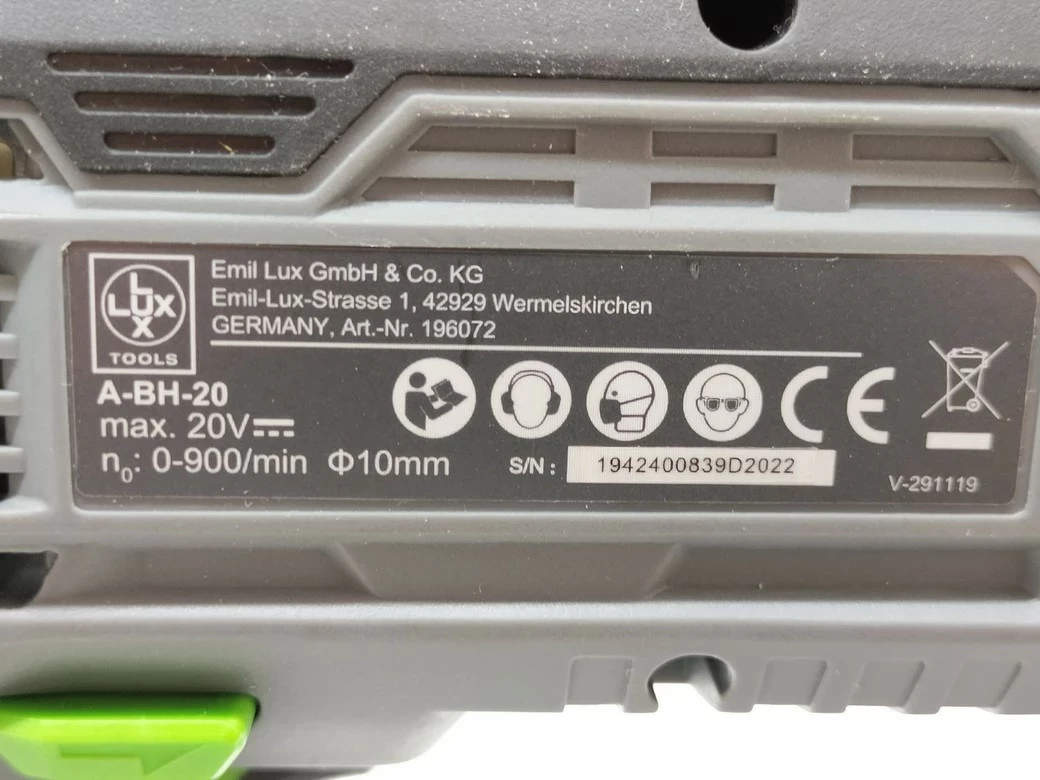 LUX
LUX
TOOLS
Emil Lux GmbH & Co. KG
Emil-Lux-Strasse 1, 42929 Wermelskirchen
GERMANY, Art.-Nr. 196072
A-BH-20
max. 20V
n0: 0-900/min Φ10mm
CE
S/N : 1942400839D2022
V-291119